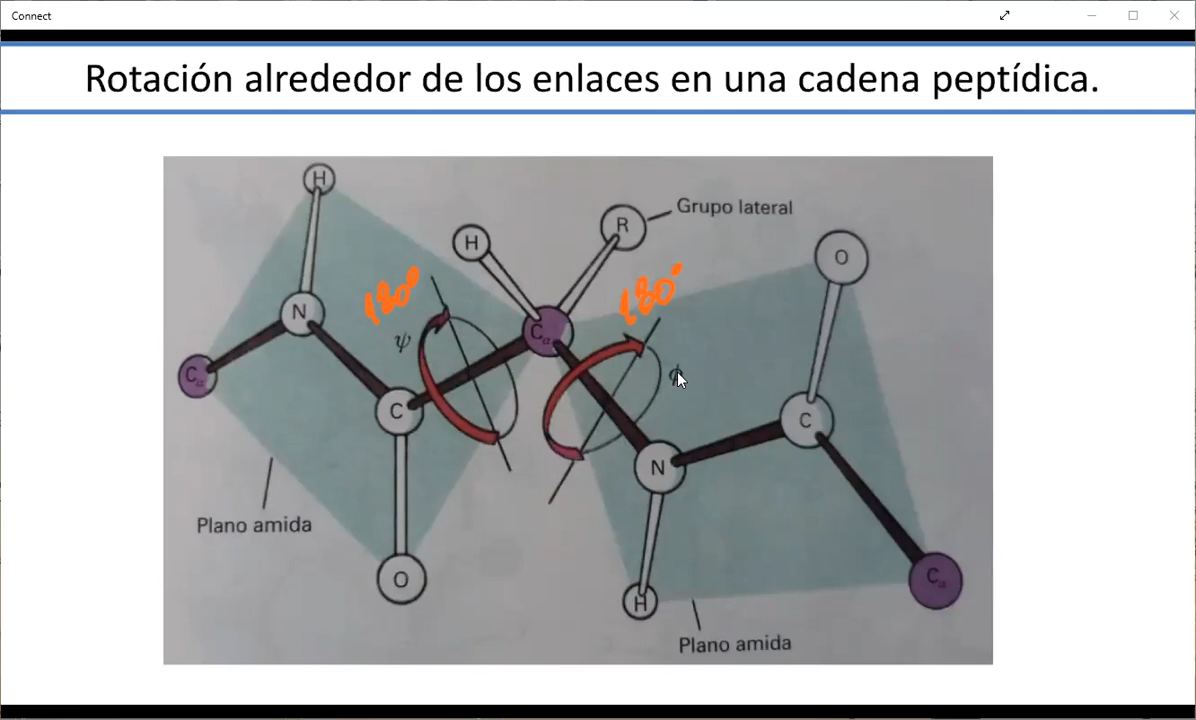 Connect
Rotación alrededor de los enlaces en una cadena peptídica.
H
H
R
Grupo lateral
O
180°
180°
N
Cα
ψ
Cα
C
C
N
Plano amida
O
H
Cα
Plano amida